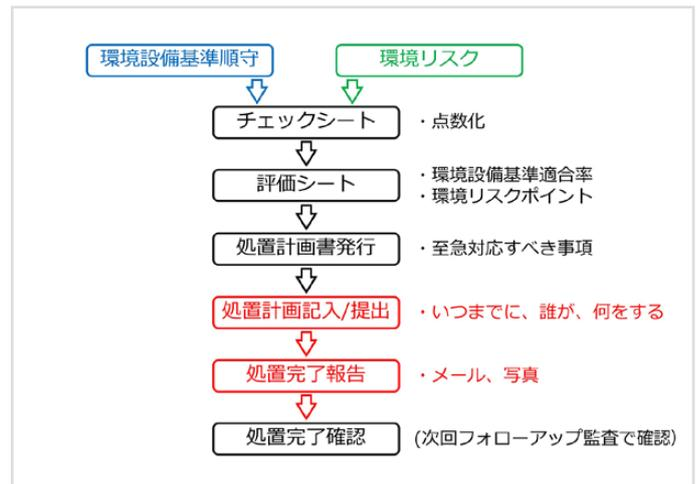 環境設備基準順守
環境リスク
チェックシート
・点数化
評価シート
・環境設備基準適合率
・環境リスクポイント
処置計画書発行
・至急対応すべき事項
処置計画記入/提出
・いつまでに、誰が、何をする
処置完了報告
・メール、写真
処置完了確認
(次回フォローアップ監査で確認)